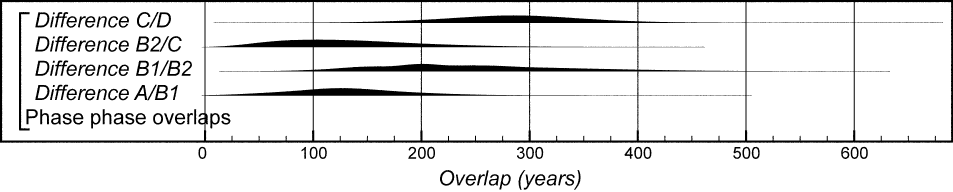 Difference C/D
Difference B2/C
Difference B1/B2
Difference A/B1
Phase phase overlaps
0 100 200 300 400 500 600
Overlap (years)